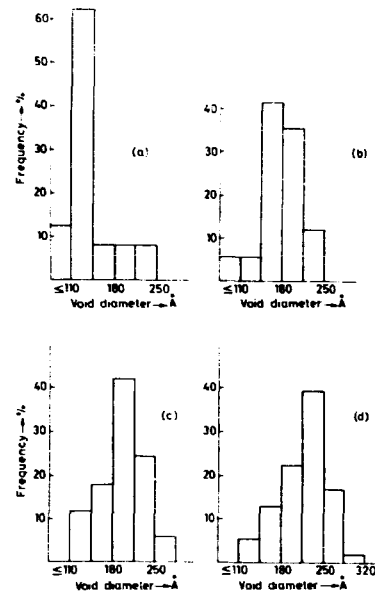 60
50
40
30
20
10
Frequency→%
(a)
≤110 180 250
Void diameter→Å
40
30
20
10
(b)
≤110 180 250
Void diameter→Å
40
30
20
10
Frequency→%
(c)
≤110 180 250
Void diameter→Å
40
30
20
10
(d)
≤110 180 250 320
Void diameter→Å